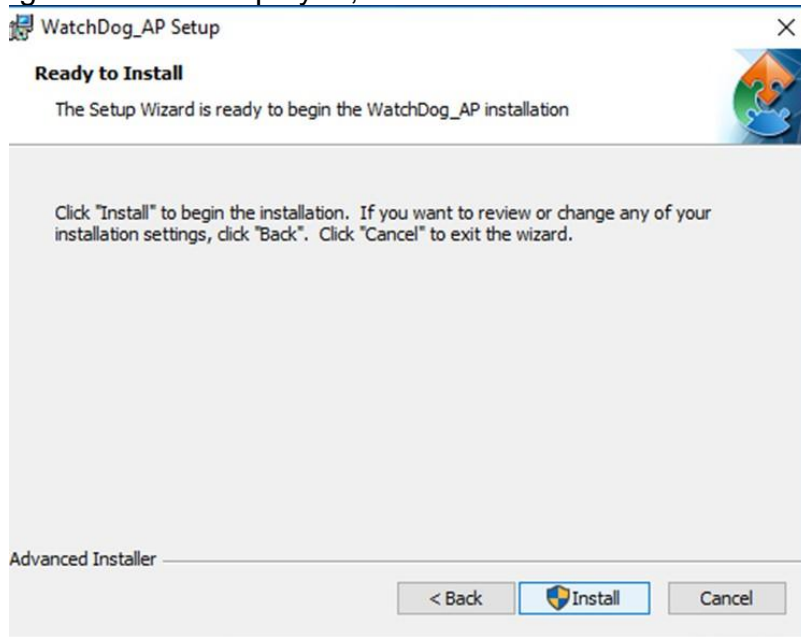 WatchDog_AP Setup
Ready to Install
The Setup Wizard is ready to begin the WatchDog_AP installation
Click "Install" to begin the installation. If you want to review or change any of your
installation settings, click "Back". Click "Cancel" to exit the wizard.
Advanced Installer
< Back Install Cancel